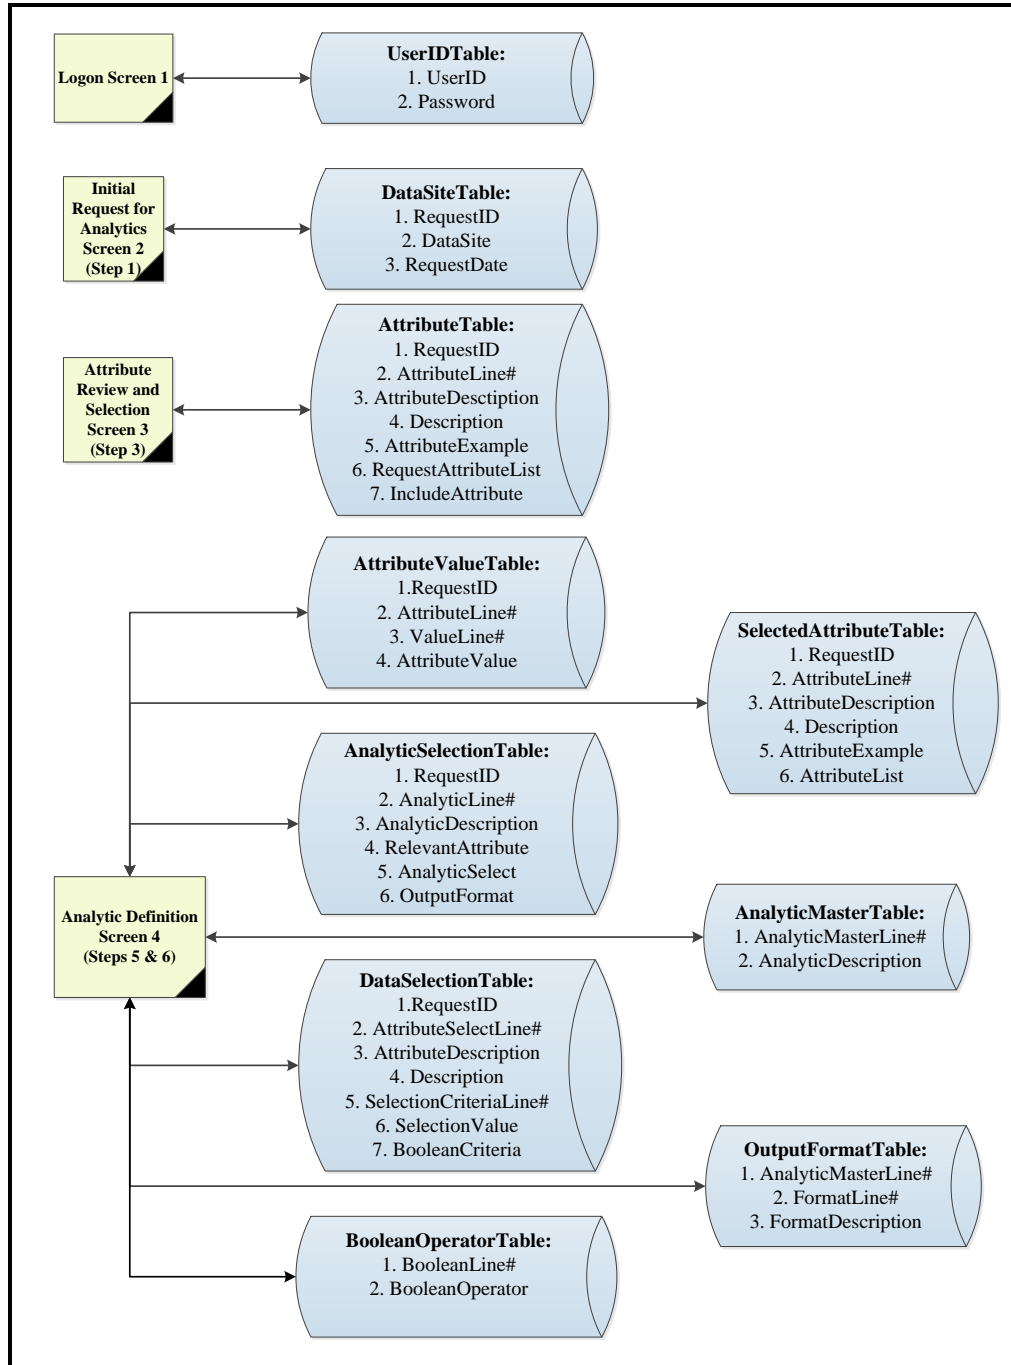 Logon Screen 1
UserIDTable:
1. UserID
2. Password
Initial
Request for
Analytics
Screen 2
(Step 1)
DataSiteTable:
1. RequestID
2. DataSite
3. RequestDate
Attribute
Review and
Selection
Screen 3
(Step 3)
AttributeTable:
1. RequestID
2. AttributeLine#
3. AttributeDesctiption
4. Description
5. AttributeExample
6. RequestAttributeList
7. IncludeAttribute
AttributeValueTable:
1.RequestID
2. AttributeLine#
3. ValueLine#
4. AttributeValue
SelectedAttributeTable:
1. RequestID
2. AttributeLine#
3. AttributeDescription
4. Description
5. AttributeExample
6. AttributeList
AnalyticSelectionTable:
1. RequestID
2. AnalyticLine#
3. AnalyticDescription
4. RelevantAttribute
5. AnalyticSelect
6. OutputFormat
Analytic Definition
Screen 4
(Steps 5 & 6)
AnalyticMasterTable:
1. AnalyticMasterLine#
2. AnalyticDescription
DataSelectionTable:
1.RequestID
2. AttributeSelectLine#
3. AttributeDescription
4. Description
5. SelectionCriteriaLine#
6. SelectionValue
7. BooleanCriteria
OutputFormatTable:
1. AnalyticMasterLine#
2. FormatLine#
3. FormatDescription
BooleanOperatorTable:
1. BooleanLine#
2. BooleanOperator